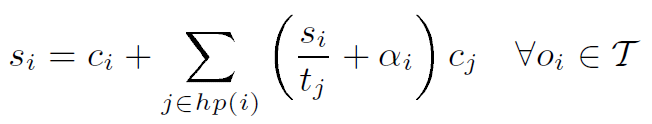 $s_i = c_i + \sum_{j \in hp(i)} \left( \frac{s_i}{t_j} + \alpha_i \right) c_j \quad \forall o_i \in \mathcal{T}$